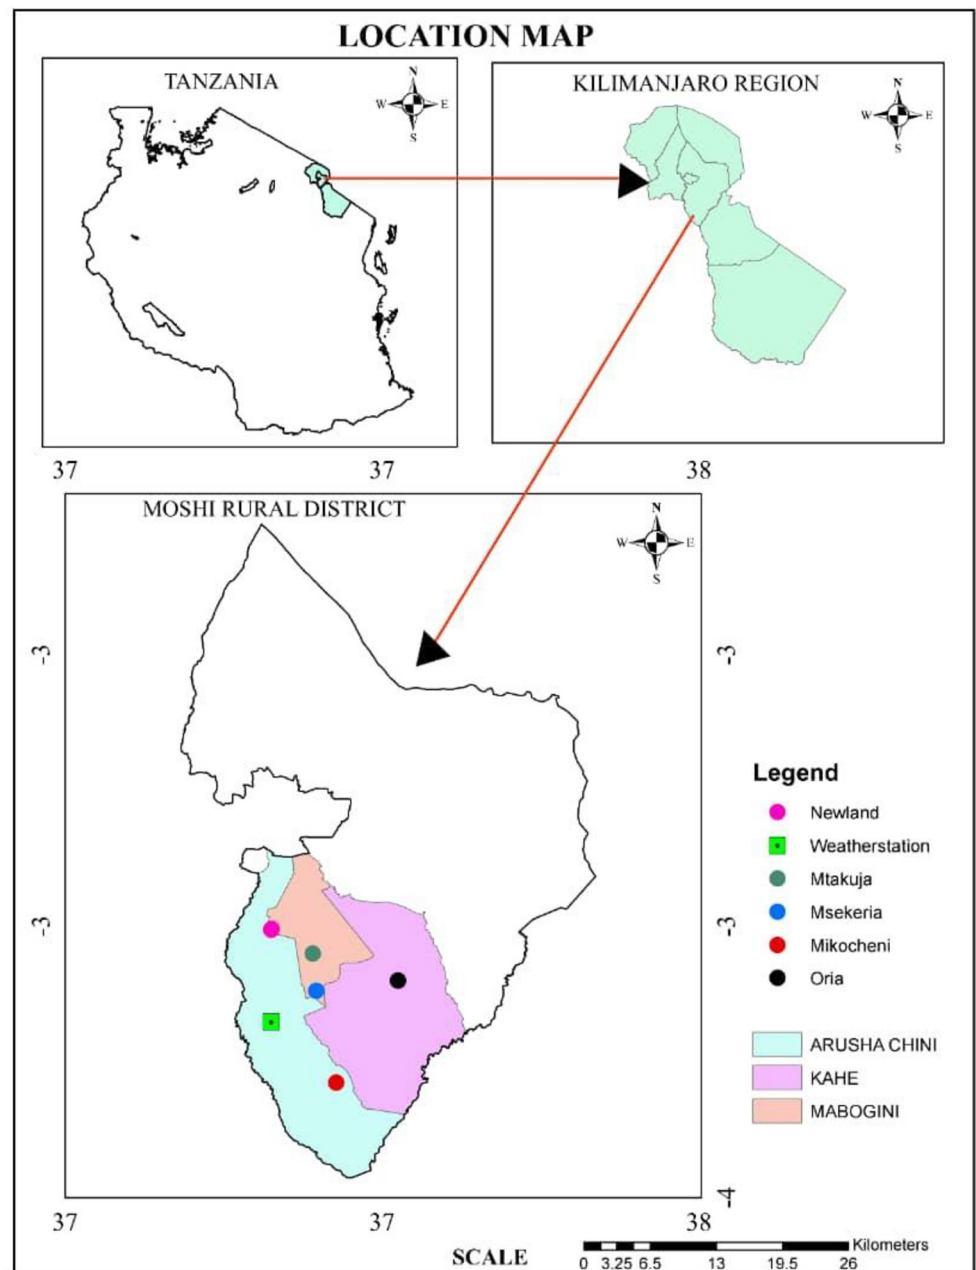 LOCATION MAP
TANZANIA
N
W E
S
KILIMANJARO REGION
N
W E
S
37 37 38
MOSHI RURAL DISTRICT
N
W E
S
-3 -3
Legend
Newland
Weatherstation
Mtakuja
Msekeria
-3 -3
Mikocheni
Oria
ARUSHA CHINI
KAHE
MABOGINI
-4
37 37 38
SCALE
Kilometers
0 3.25 6.5 13 19.5 26